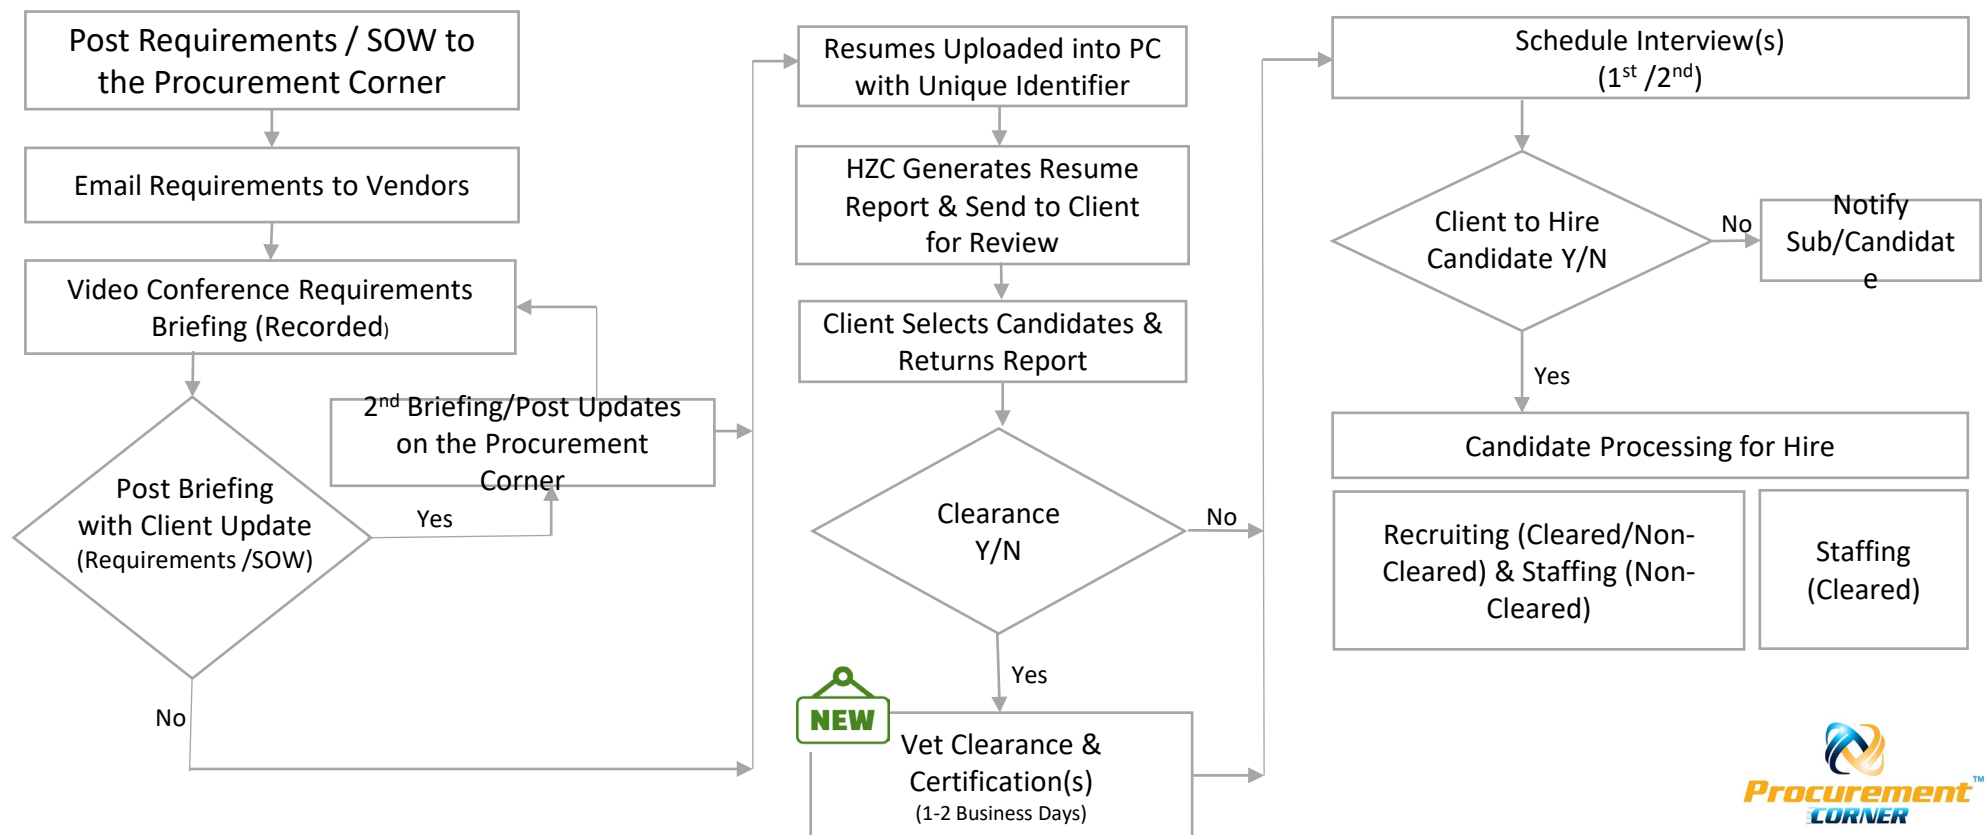 Post Requirements / SOW to
the Procurement Corner
Email Requirements to Vendors
Video Conference Requirements
Briefing (Recorded)
2nd Briefing/Post Updates
on the Procurement
Corner
Post Briefing
with Client Update
(Requirements /SOW)
Yes
No
Resumes Uploaded into PC
with Unique Identifier
HZC Generates Resume
Report & Send to Client
for Review
Client Selects Candidates &
Returns Report
Clearance
Y/N
No
Yes
NEW
Vet Clearance &
Certification(s)
(1-2 Business Days)
Schedule Interview(s)
(1st /2nd)
Client to Hire
Candidate Y/N
No
Notify
Sub/Candidat
e
Yes
Candidate Processing for Hire
Recruiting (Cleared/Non-
Cleared) & Staffing (Non-
Cleared)
Staffing
(Cleared)
Procurement™
CORNER